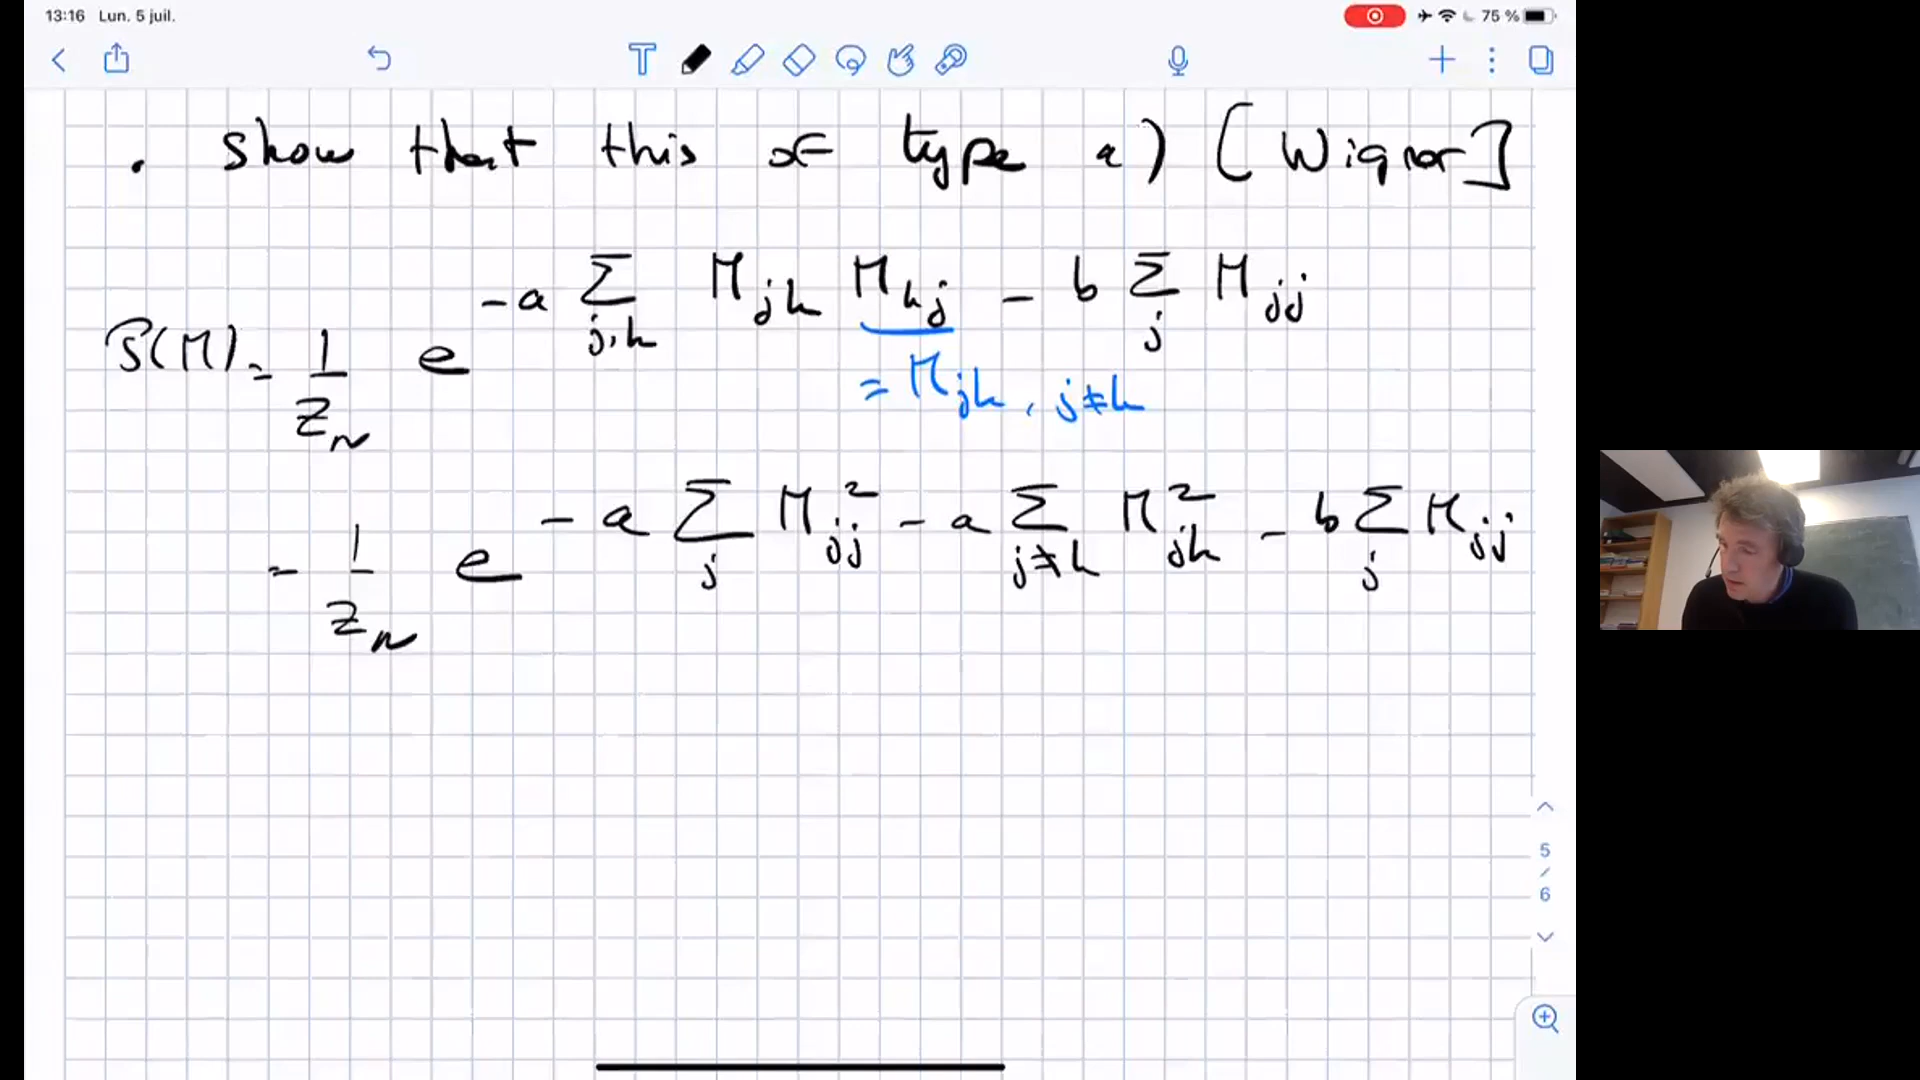 13:16 Lun. 5 juil. 75 %
. show that this of type a) [Wigner]
P(M) = 1/Z_N e^{-a Σ_{j,k} M_{jk} M_{kj} - b Σ_j M_{jj}}
= M_{jk}, j≠k
= 1/Z_N e^{-a Σ_j M_{jj}^2 - a Σ_{j≠k} M_{jk}^2 - b Σ_j M_{jj}}
5
/
6